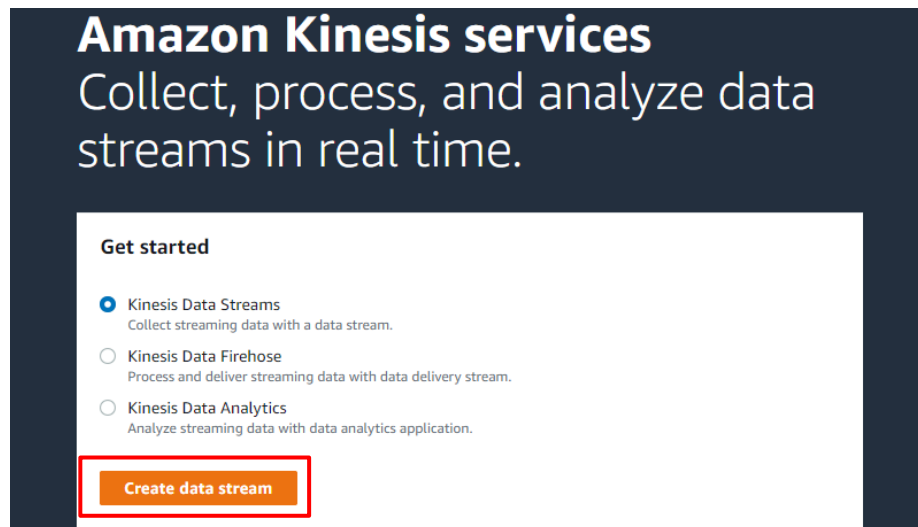 Amazon Kinesis services
Collect, process, and analyze data
streams in real time.
Get started
Kinesis Data Streams
Collect streaming data with a data stream.
Kinesis Data Firehose
Process and deliver streaming data with data delivery stream.
Kinesis Data Analytics
Analyze streaming data with data analytics application.
Create data stream